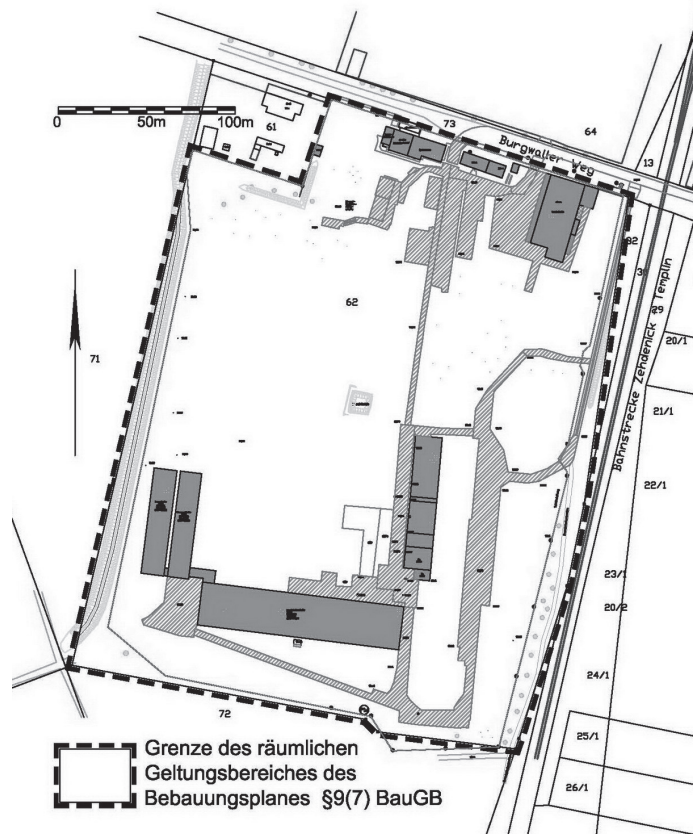 73
64
61
0 50m 100m
Burgwaller Weg
13
32
62
29
20/1
71
Bahnstrecke Zehdenick - Templin
21/1
22/1
23/1
20/2
24/1
72
25/1
26/1
Grenze des räumlichen
Geltungsbereiches des
Bebauungsplanes §9(7) BauGB